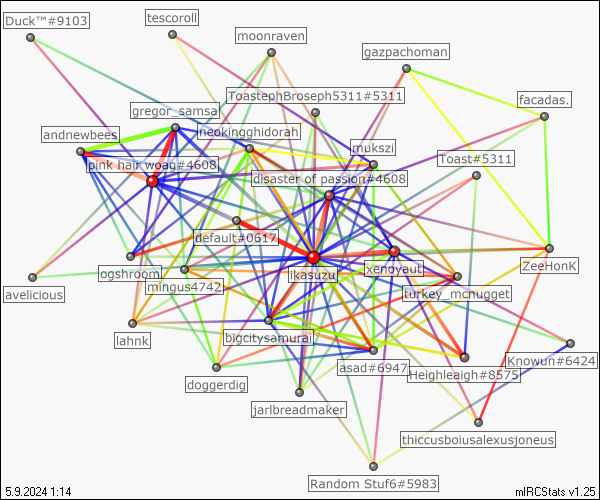 Duck™#9103
tescoroll
moonraven
gazpachoman
ToastephBroseph5311#5311
facadas.
gregor_samsa
andnewbees
neokingghidorah
mukszi
Toast#5311
pink hair woag#4608
disaster of passion#4608
default#0617
ogshroom
mingus4742
ikasuzu
xenoyaut
ZeeHonK
turkey_mcnugget
avelicious
lahnk
bigcitysamurai
asad#6947
Heighleaigh#8575
Knowun#6424
doggerdig
jarlbreadmaker
thiccusboiusalexusjoneus
Random Stuf6#5983
5.9.2024 1:14
mIRCStats v1.25